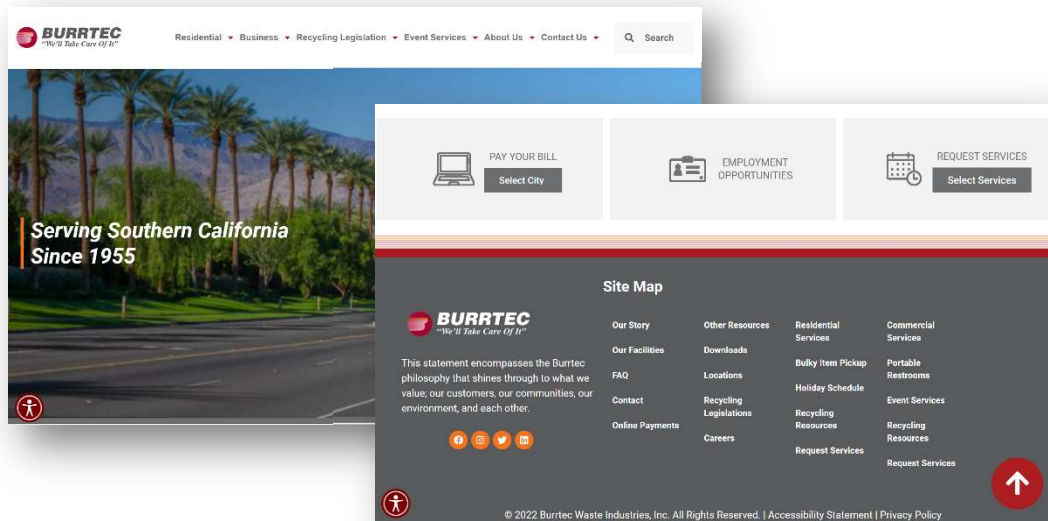 BURRTEC
"We'll Take Care Of It"
Residential Business Recycling Legislation Event Services About Us Contact Us Search
Serving Southern California
Since 1955
PAY YOUR BILL
Select City
EMPLOYMENT
OPPORTUNITIES
REQUEST SERVICES
Select Services
Site Map
BURRTEC
"We'll Take Care Of It"
This statement encompasses the Burrtec
philosophy that shines through to what we
value; our customers, our communities, our
environment, and each other.
Our Story
Our Facilities
FAQ
Contact
Online Payments
Other Resources
Downloads
Locations
Recycling
Legislations
Careers
Residential
Services
Bulky Item Pickup
Holiday Schedule
Recycling
Resources
Request Services
Commercial
Services
Portable
Restrooms
Event Services
Recycling
Resources
Request Services
© 2022 Burrtec Waste Industries, Inc. All Rights Reserved. | Accessibility Statement | Privacy Policy